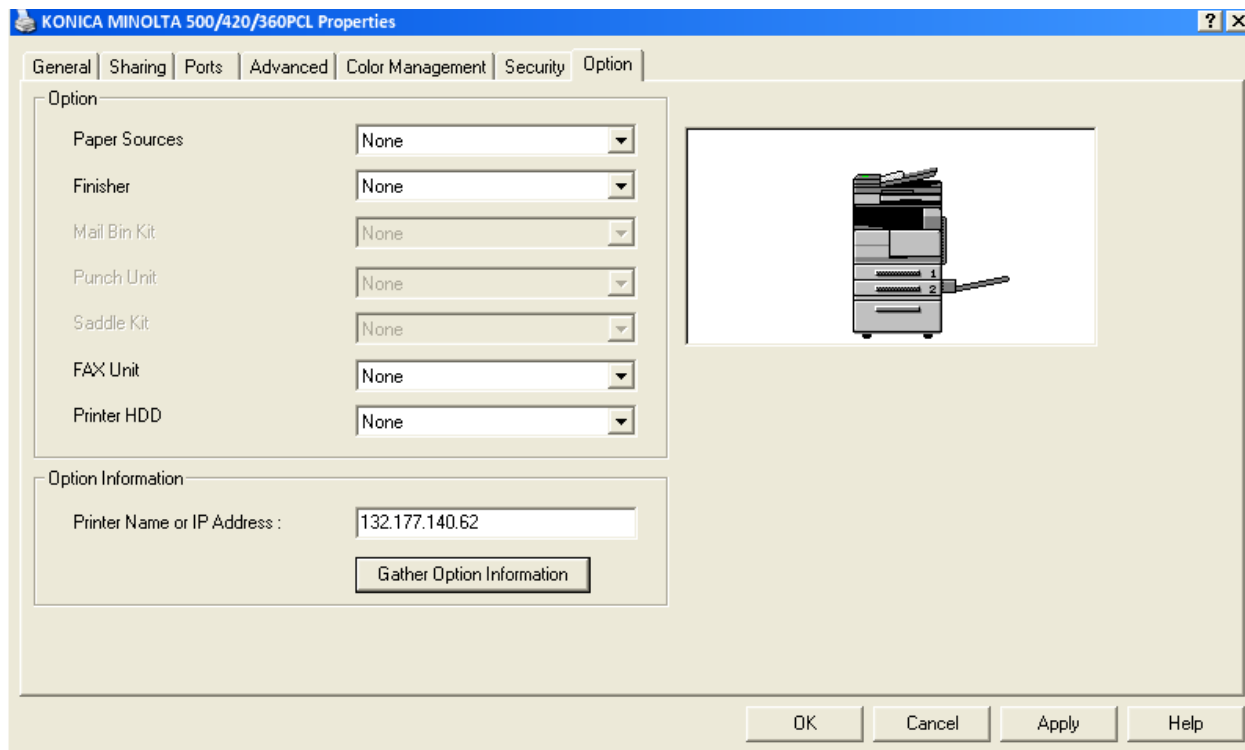 KONICA MINOLTA 500/420/360PCL Properties
General Sharing Ports Advanced Color Management Security Option
Option
Paper Sources None
Finisher None
Mail Bin Kit None
Punch Unit None
Saddle Kit None
FAX Unit None
Printer HDD None
1
2
Option Information
Printer Name or IP Address : 132.177.140.62
Gather Option Information
OK Cancel Apply Help